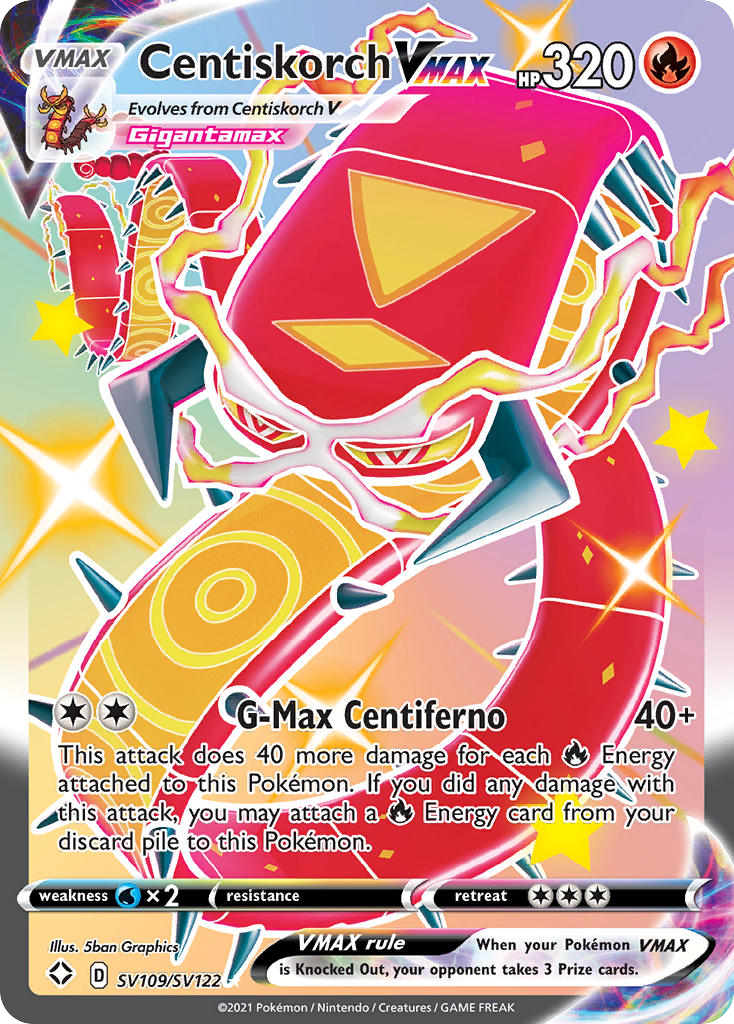 VMAX
Centiskorch VMAX
HP 320
Evolves from Centiskorch V
Gigantamax
G-Max Centiferno 40+
This attack does 40 more damage for each Energy
attached to this Pokémon. If you did any damage with
this attack, you may attach a Energy card from your
discard pile to this Pokémon.
weakness ×2 resistance retreat
Illus. 5ban Graphics
VMAX rule When your Pokémon VMAX
is Knocked Out, your opponent takes 3 Prize cards.
D SV109/SV122
©2021 Pokémon / Nintendo / Creatures / GAME FREAK